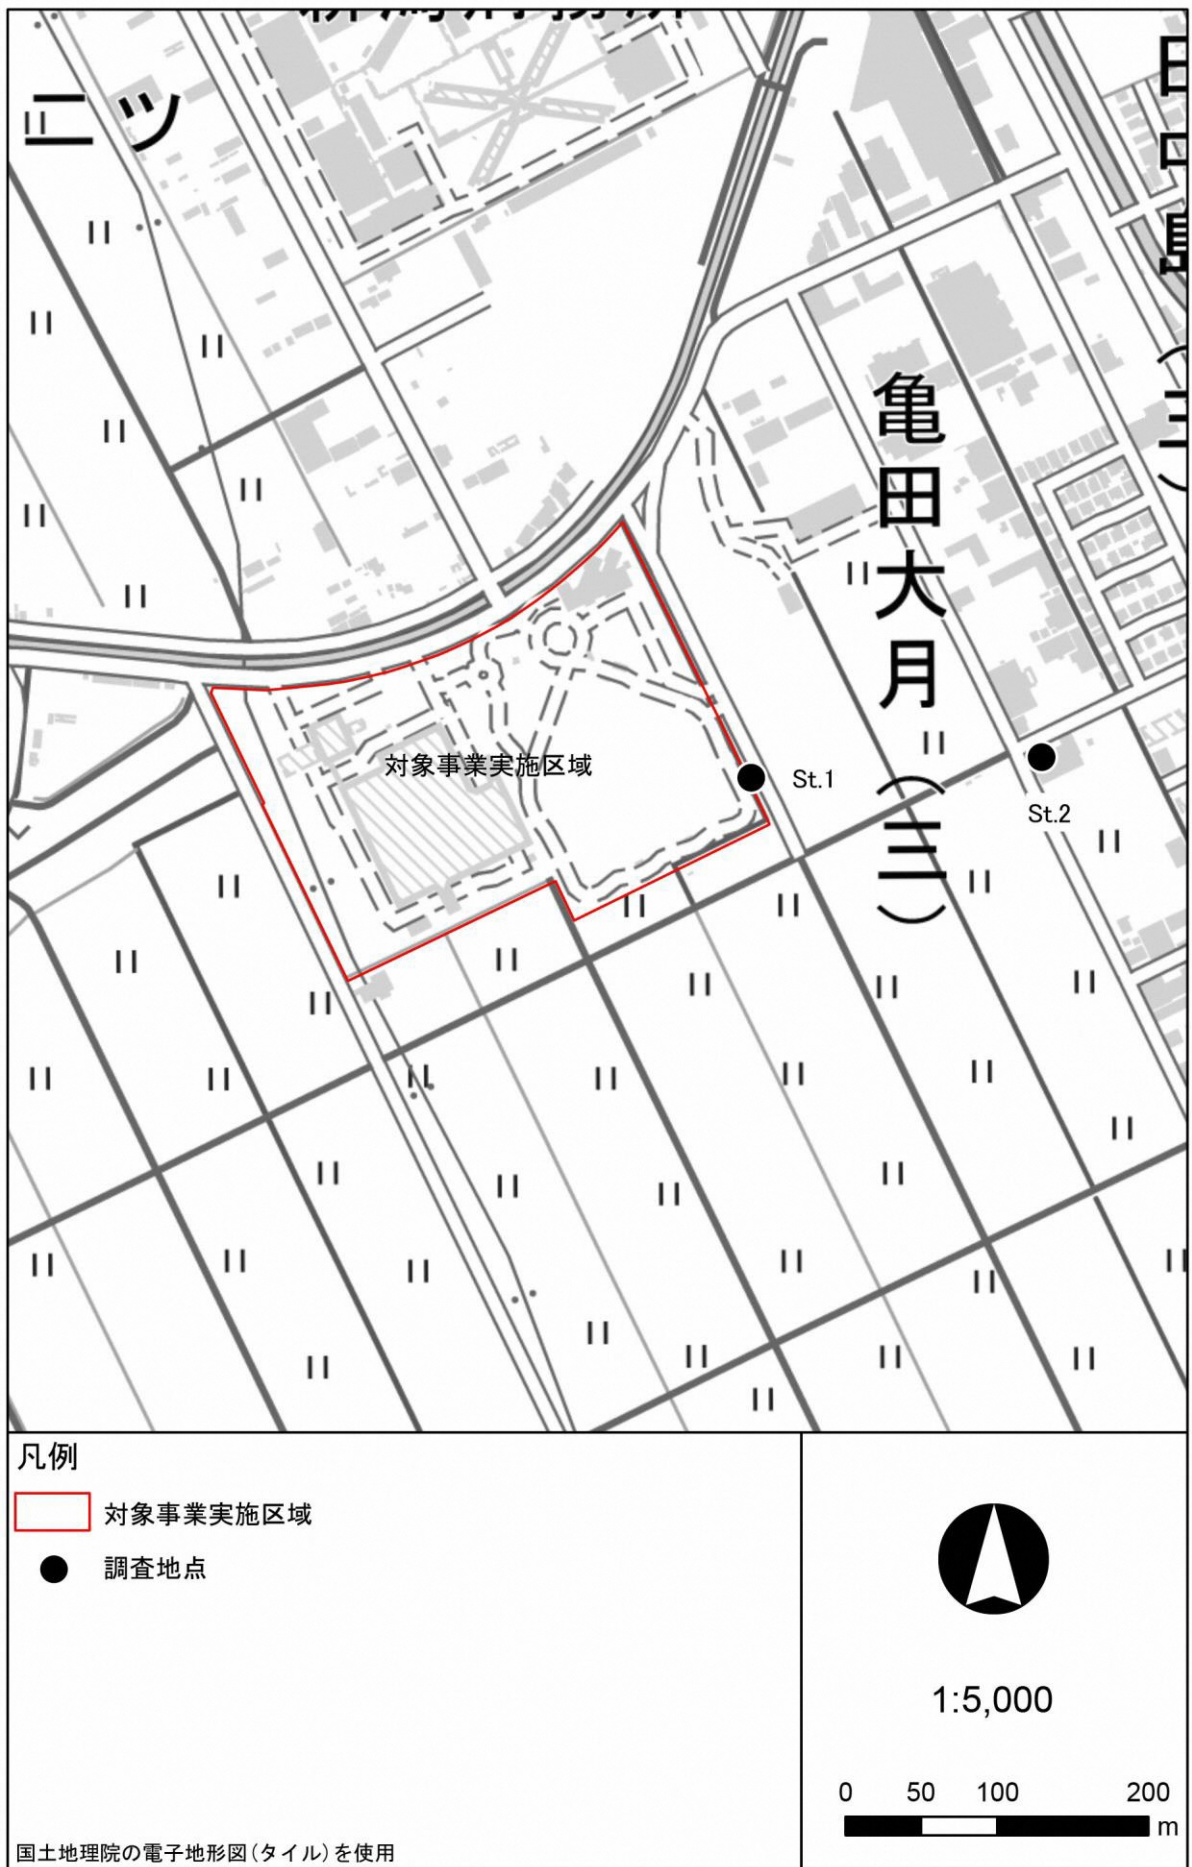 二ツ
亀田大月(三)
対象事業実施区域
St.1
St.2
凡例
対象事業実施区域
調査地点
1:5,000
0 50 100 200
m
国土地理院の電子地形図(タイル)を使用